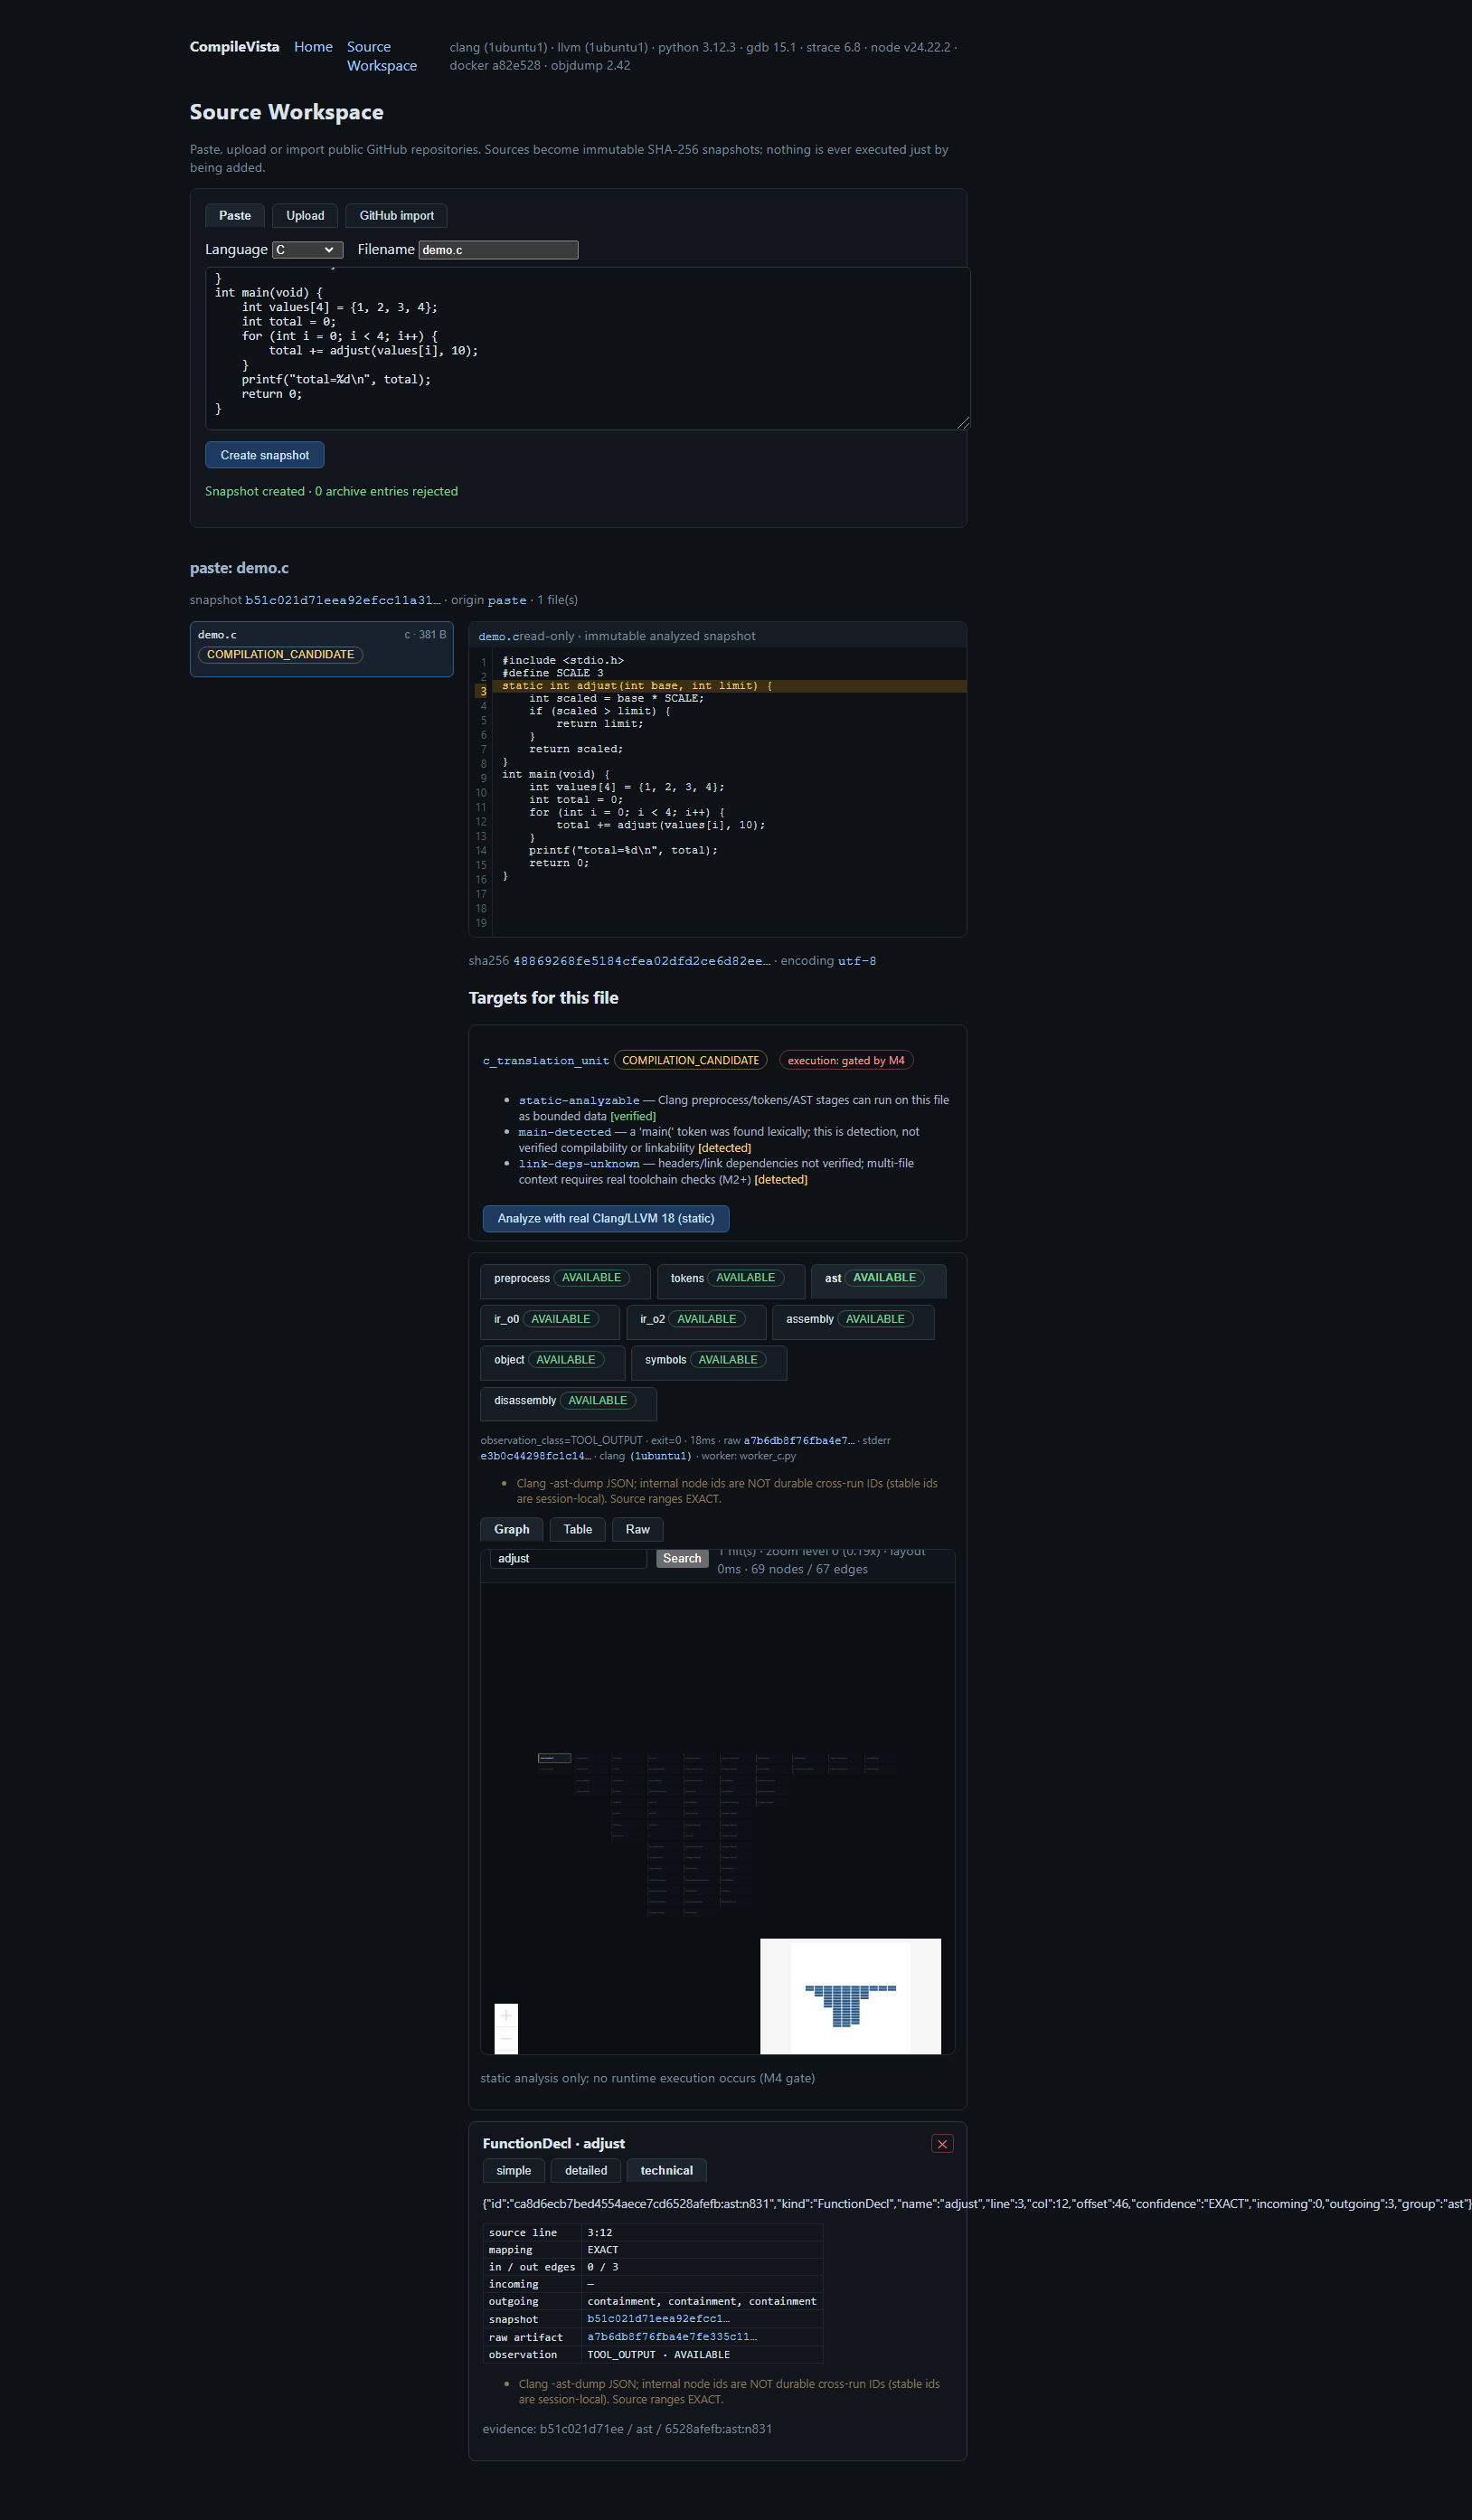 CompileVista Home Source Workspace clang (1ubuntu1) · llvm (1ubuntu1) · python 3.12.3 · gdb 15.1 · strace 6.8 · node v24.22.2 ·
docker a82e528 · objdump 2.42
Source Workspace
Paste, upload or import public GitHub repositories. Sources become immutable SHA-256 snapshots; nothing is ever executed just by
being added.
Paste Upload GitHub import
Language C Filename demo.c
}
int main(void) {
    int values[4] = {1, 2, 3, 4};
    int total = 0;
    for (int i = 0; i < 4; i++) {
        total += adjust(values[i], 10);
    }
    printf("total=%d\n", total);
    return 0;
}
Create snapshot
Snapshot created · 0 archive entries rejected
paste: demo.c
snapshot b51c021d71eea92efcc11a31… · origin paste · 1 file(s)
demo.c c · 381 B
COMPILATION_CANDIDATE
demo.cread-only · immutable analyzed snapshot
1 #include <stdio.h>
2 #define SCALE 3
3 static int adjust(int base, int limit) {
4     int scaled = base * SCALE;
5     if (scaled > limit) {
6         return limit;
7     }
8     return scaled;
9 }
10 int main(void) {
11     int values[4] = {1, 2, 3, 4};
12     int total = 0;
13     for (int i = 0; i < 4; i++) {
14         total += adjust(values[i], 10);
15     }
16     printf("total=%d\n", total);
17     return 0;
18 }
19
sha256 48869268fe5184cfea02dfd2ce6d82ee… · encoding utf-8
Targets for this file
c_translation_unit COMPILATION_CANDIDATE execution: gated by M4
• static-analyzable — Clang preprocess/tokens/AST stages can run on this file
as bounded data [verified]
• main-detected — a 'main(' token was found lexically; this is detection, not
verified compilability or linkability [detected]
• link-deps-unknown — headers/link dependencies not verified; multi-file
context requires real toolchain checks (M2+) [detected]
Analyze with real Clang/LLVM 18 (static)
preprocess AVAILABLE tokens AVAILABLE ast AVAILABLE
ir_o0 AVAILABLE ir_o2 AVAILABLE assembly AVAILABLE
object AVAILABLE symbols AVAILABLE
disassembly AVAILABLE
observation_class=TOOL_OUTPUT · exit=0 · 18ms · raw a7b6db8f76fba4e7… · stderr
e3b0c44298fc1c14… · clang (1ubuntu1) · worker: worker_c.py
• Clang -ast-dump JSON; internal node ids are NOT durable cross-run IDs (stable ids
are session-local). Source ranges EXACT.
Graph Table Raw
adjust Search 1 hit(s) · zoom level 0 (0.19x) · layout
0ms · 69 nodes / 67 edges
+
−
static analysis only; no runtime execution occurs (M4 gate)
FunctionDecl · adjust ×
simple detailed technical
{"id":"ca8d6ecb7bed4554aece7cd6528afefb:ast:n831","kind":"FunctionDecl","name":"adjust","line":3,"col":12,"offset":46,"confidence":"EXACT","incoming":0,"outgoing":3,"group":"ast"}
source line 3:12
mapping EXACT
in / out edges 0 / 3
incoming —
outgoing containment, containment, containment
snapshot b51c021d71eea92efcc1…
raw artifact a7b6db8f76fba4e7fe335c11…
observation TOOL_OUTPUT · AVAILABLE
• Clang -ast-dump JSON; internal node ids are NOT durable cross-run IDs (stable ids
are session-local). Source ranges EXACT.
evidence: b51c021d71ee / ast / 6528afefb:ast:n831